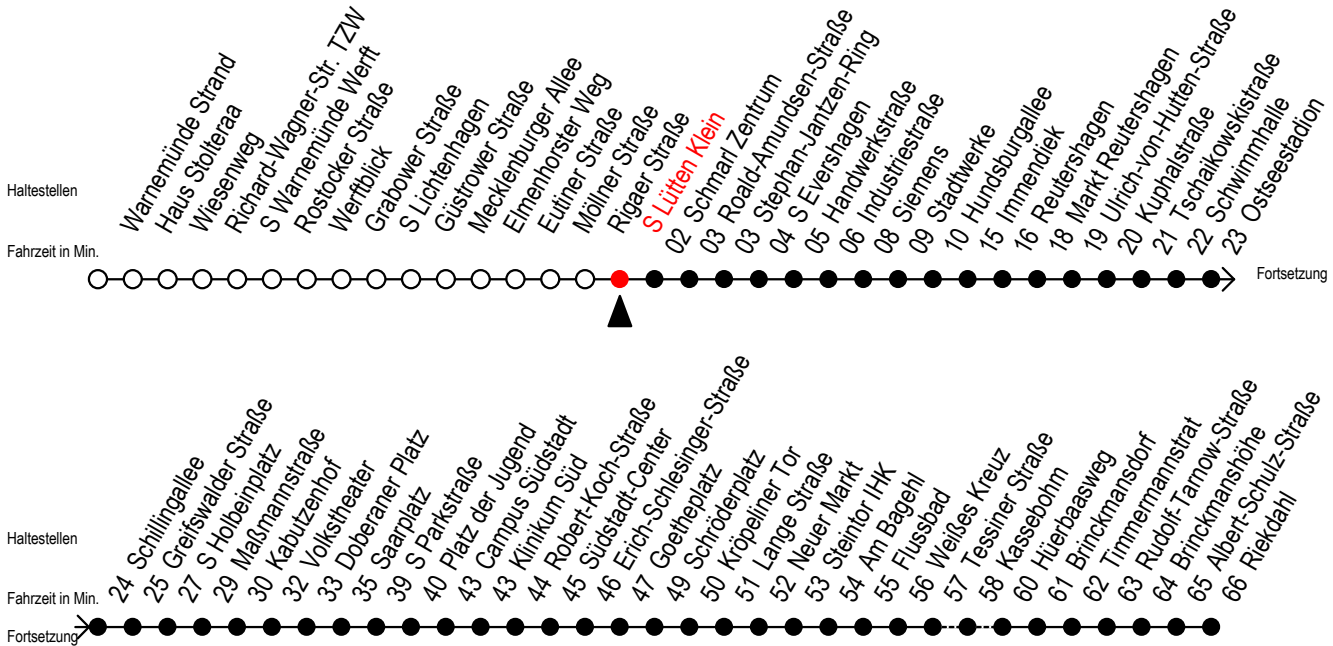 Haltestellen
Warnemünde Strand
Haus Stolteraa
Wiesenweg
Richard-Wagner-Str. TZW
S Warnemünde Werft
Rostocker Straße
Werftblick
Grabower Straße
S Lichtenhagen
Güstrower Straße
Mecklenburger Allee
Elmenhorster Weg
Eutiner Straße
Möllner Straße
Rigaer Straße
S Lütten Klein
02 Schmarl Zentrum
03 Roald-Amundsen-Straße
03 Stephan-Jantzen-Ring
04 S Evershagen
05 Handwerkstraße
06 Industriestraße
08 Siemens
09 Stadtwerke
10 Hundsburgallee
15 Immendiek
16 Reutershagen
18 Markt Reutershagen
19 Ulrich-von-Hutten-Straße
20 Kuphalstraße
21 Tschaikowskistraße
22 Schwimmhalle
23 Ostseestadion
Fahrzeit in Min.
Fortsetzung
Haltestellen
24 Schillingallee
25 Greifswalder Straße
27 S Holbeinplatz
29 Maßmannstraße
30 Kabutzenhof
32 Volkstheater
33 Doberaner Platz
35 Saarplatz
39 S Parkstraße
40 Platz der Jugend
43 Campus Südstadt
43 Klinikum Süd
44 Robert-Koch-Straße
45 Südstadt-Center
46 Erich-Schlesinger-Straße
47 Goetheplatz
49 Schröderplatz
50 Kröpeliner Tor
51 Lange Straße
52 Neuer Markt
53 Steintor IHK
54 Am Bagehl
55 Flussbad
56 Weißes Kreuz
57 Tessiner Straße
58 Kassebohm
60 Hüerbaasweg
61 Brinckmansdorf
62 Timmermannstrat
63 Rudolf-Tarnow-Straße
64 Brinckmanshöhe
65 Albert-Schulz-Straße
66 Riekdahl
Fahrzeit in Min.
Fortsetzung